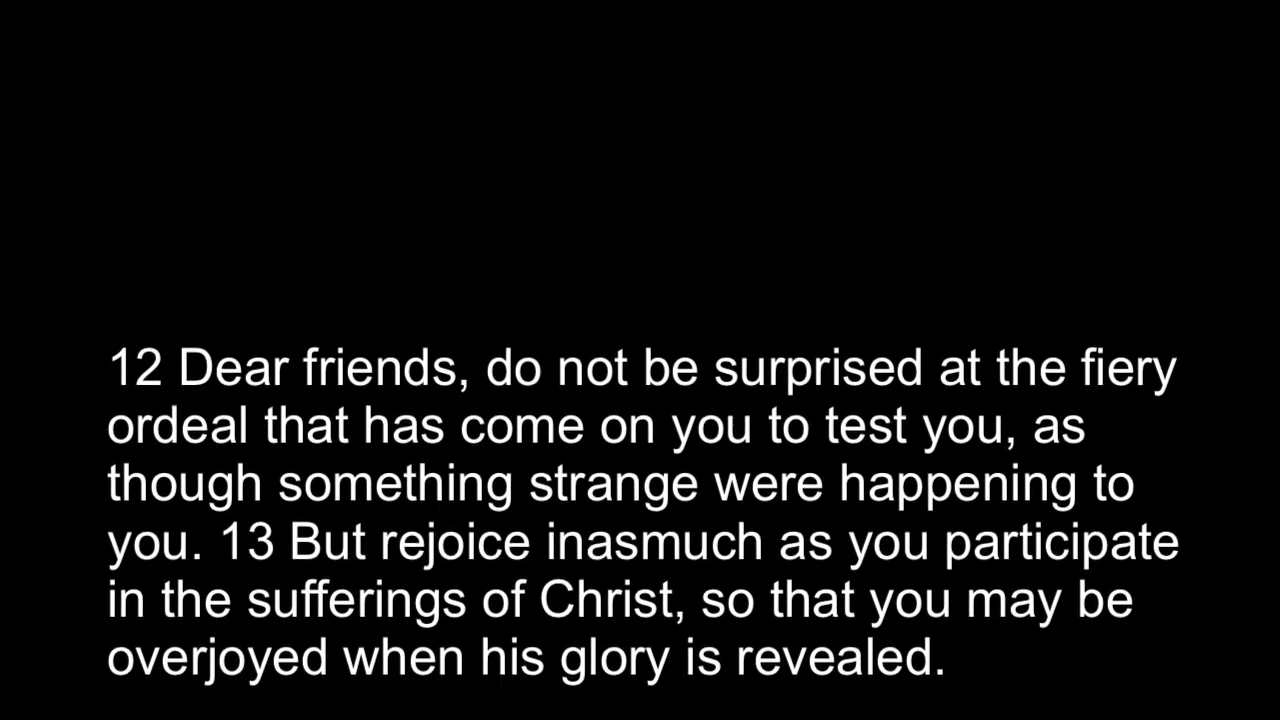 12 Dear friends, do not be surprised at the fiery
ordeal that has come on you to test you, as
though something strange were happening to
you. 13 But rejoice inasmuch as you participate
in the sufferings of Christ, so that you may be
overjoyed when his glory is revealed.